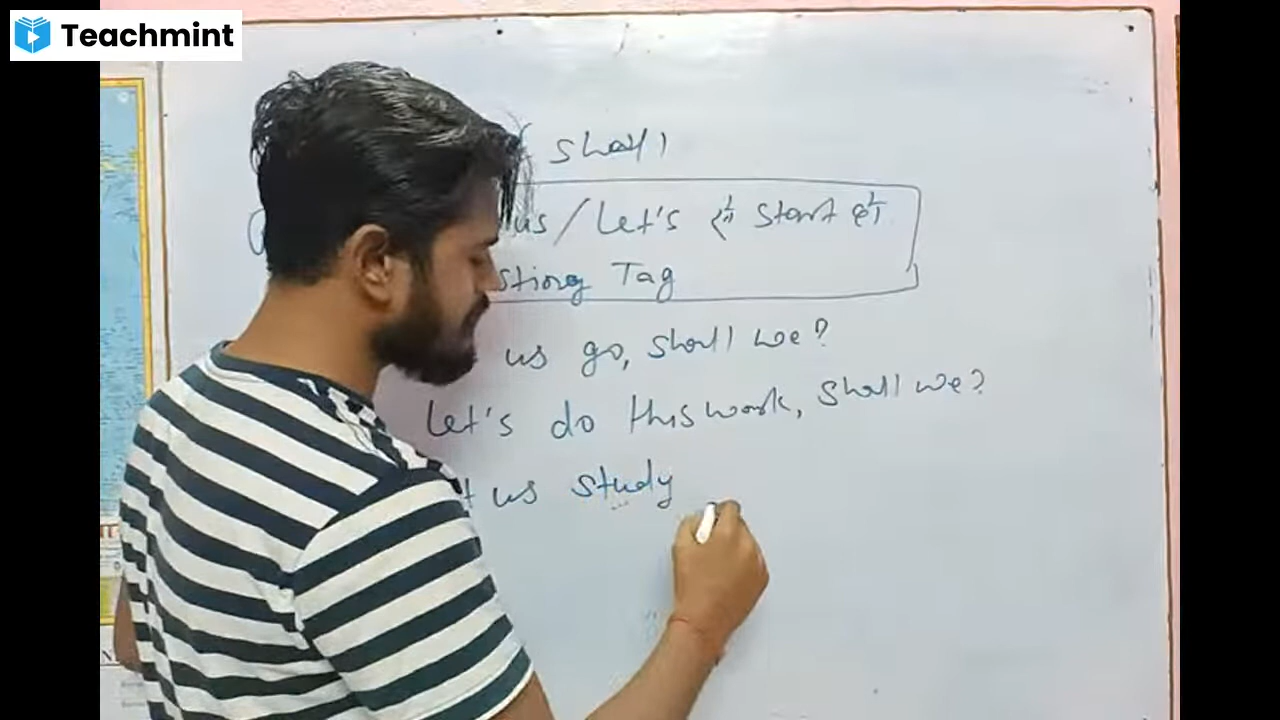 Teachmint
shall
us/Let's से start हो
Tag
us go, shall we?
Let's do this work, shall we?
us study